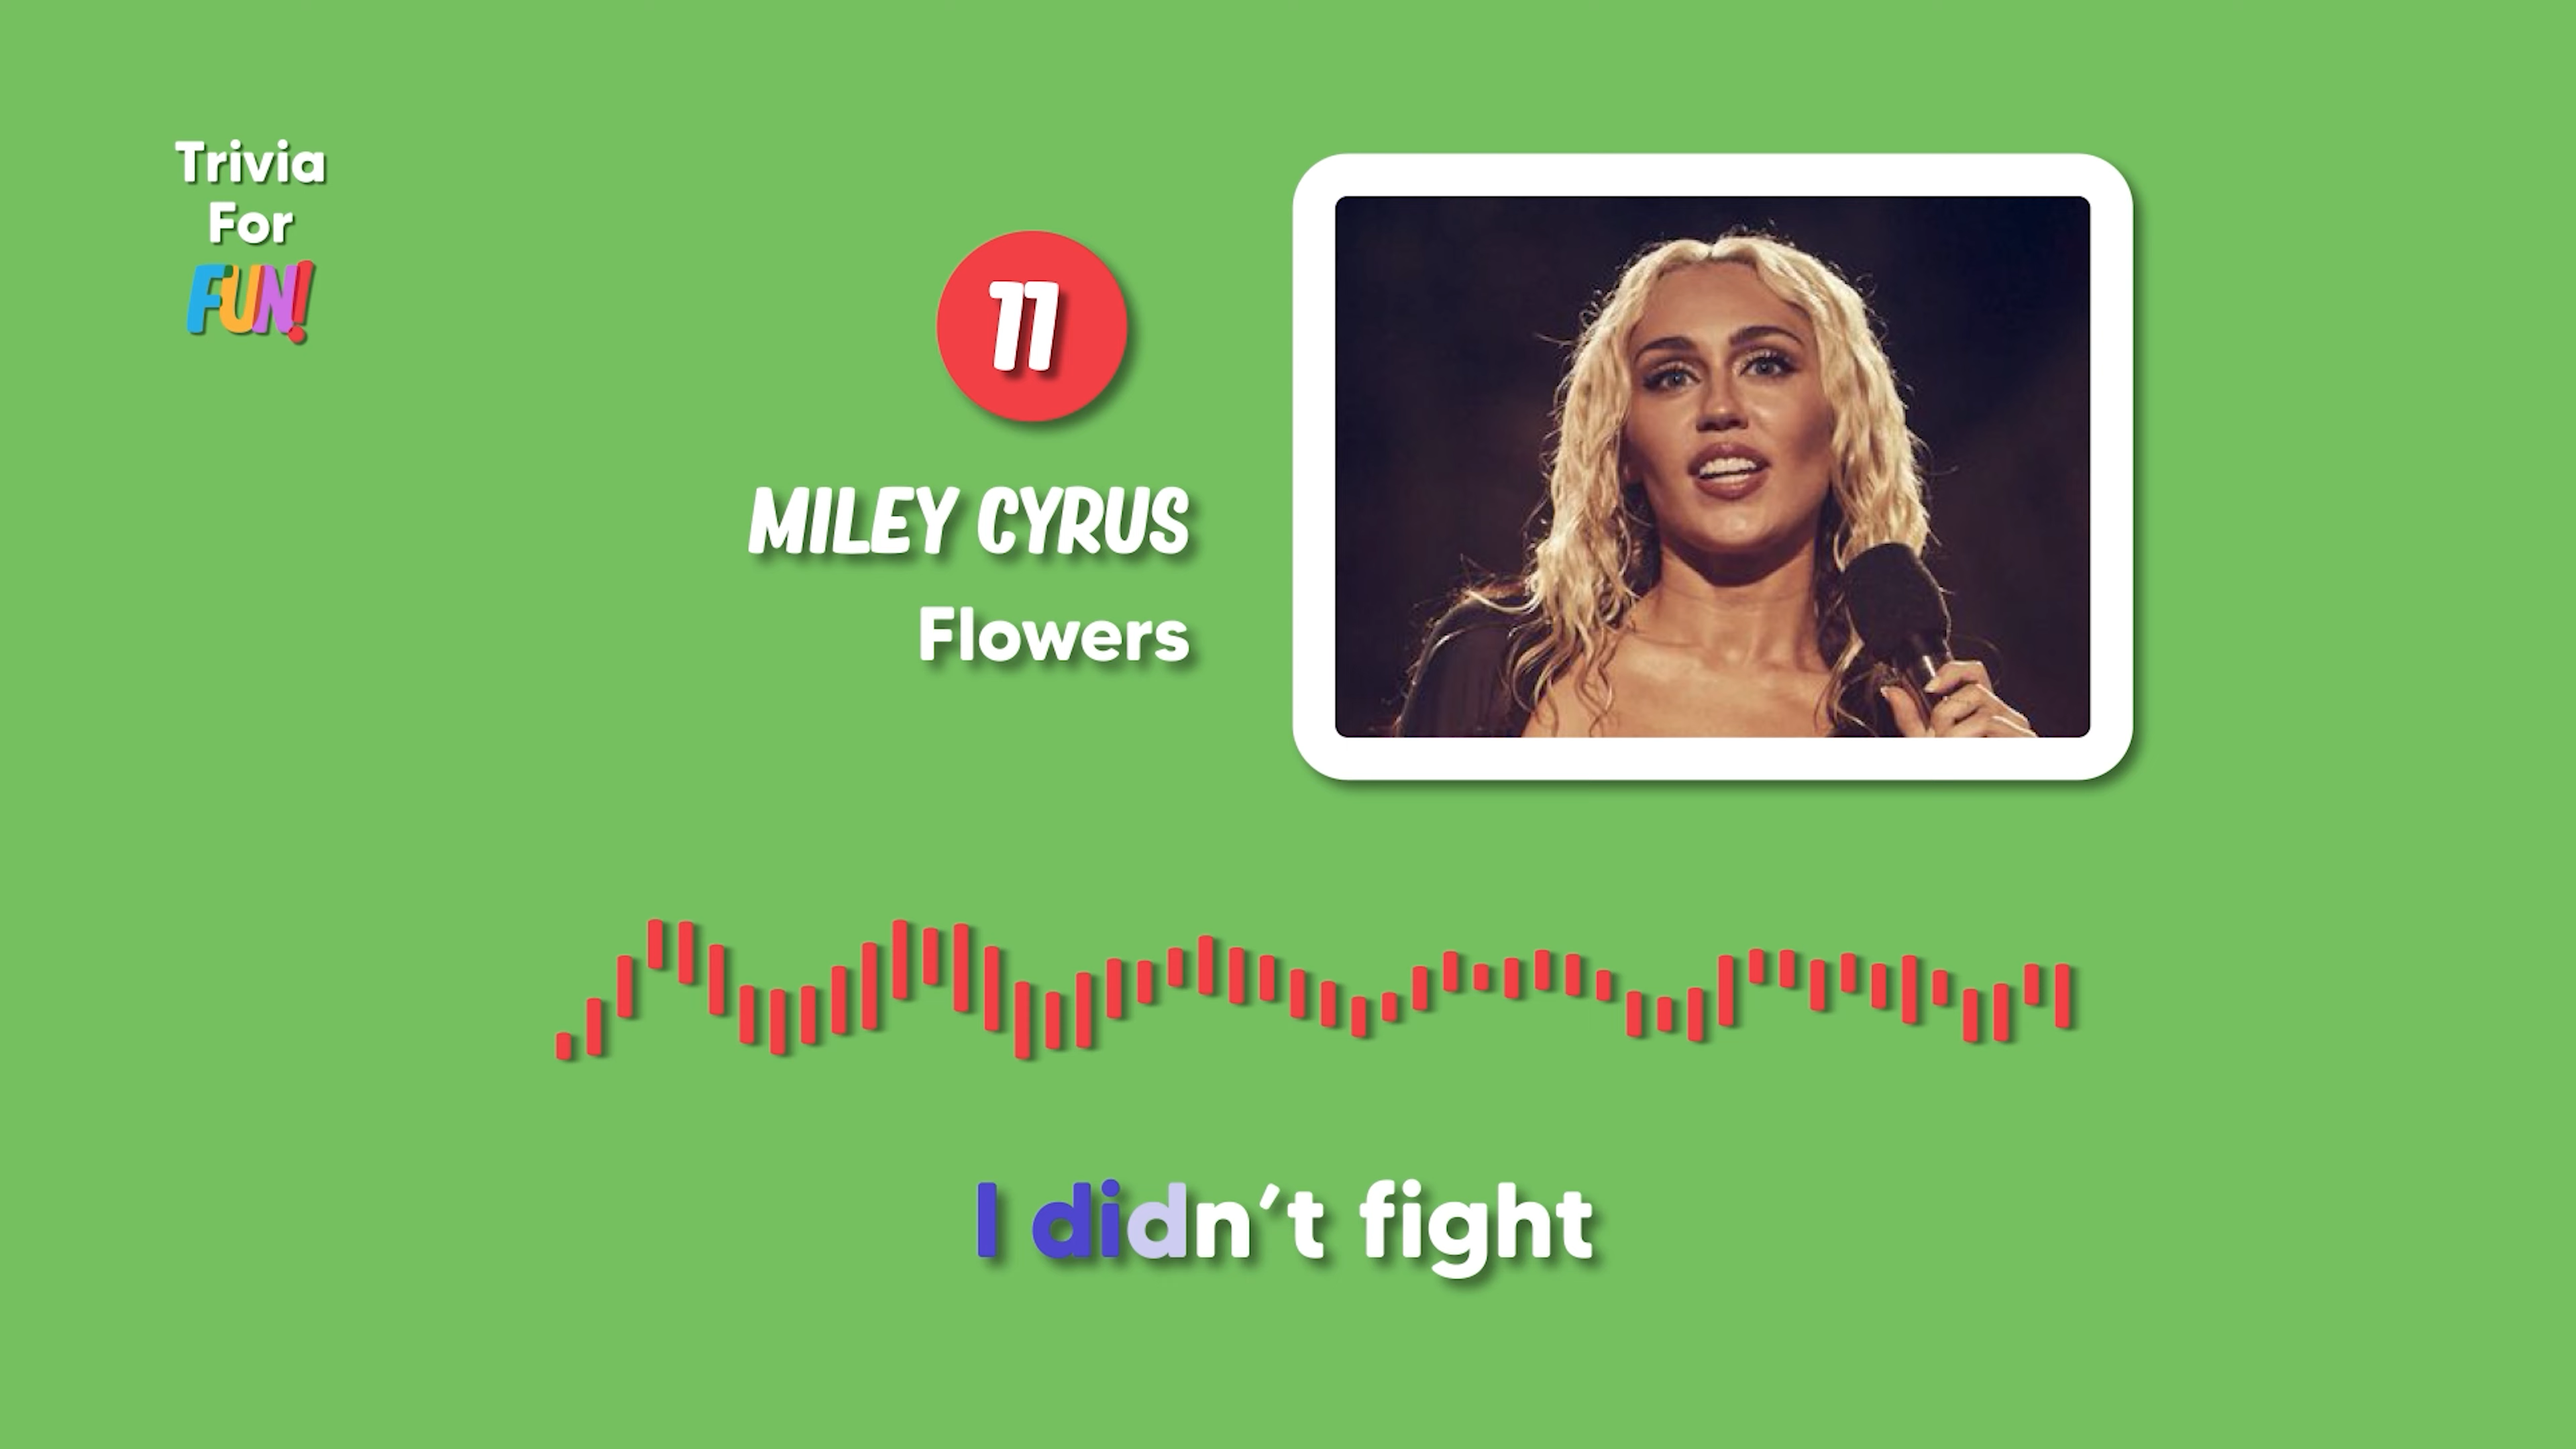 Trivia
For
FUN!
11
MILEY CYRUS
Flowers
I didn't fight